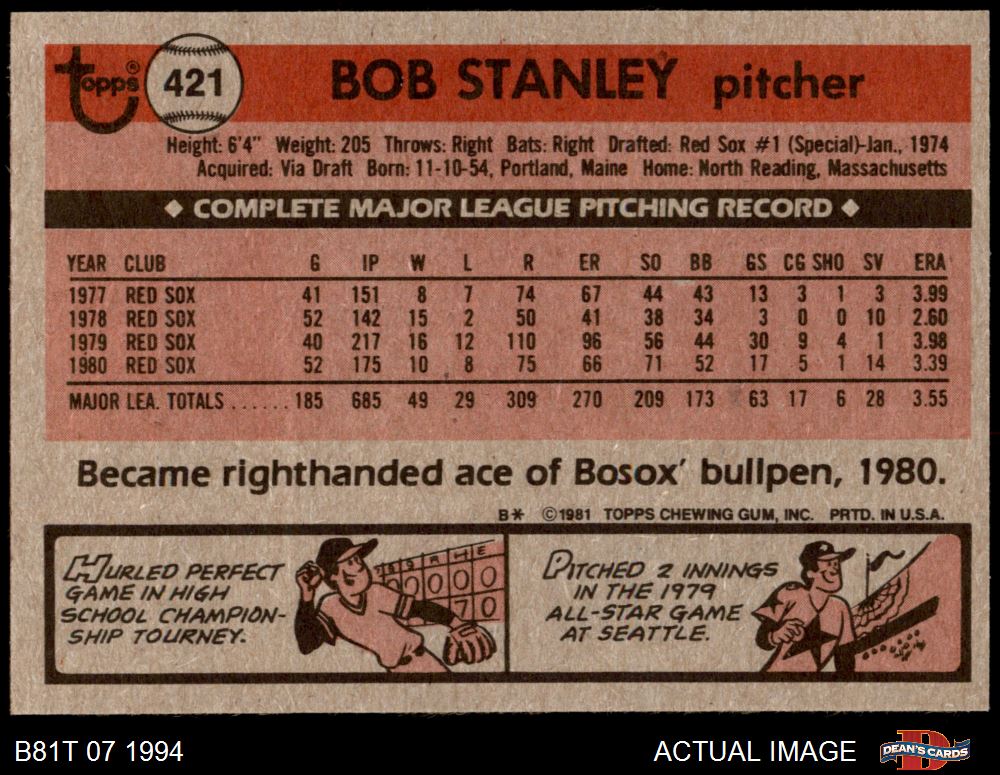 Topps® 421 BOB STANLEY pitcher
Height: 6'4" Weight: 205 Throws: Right Bats: Right Drafted: Red Sox #1 (Special)-Jan., 1974
Acquired: Via Draft Born: 11-10-54, Portland, Maine Home: North Reading, Massachusetts
◆ COMPLETE MAJOR LEAGUE PITCHING RECORD ◆
YEAR CLUB G IP W L R ER SO BB GS CG SHO SV ERA
1977 RED SOX 41 151 8 7 74 67 44 43 13 3 1 3 3.99
1978 RED SOX 52 142 15 2 50 41 38 34 3 0 0 10 2.60
1979 RED SOX 40 217 16 12 110 96 56 44 30 9 4 1 3.98
1980 RED SOX 52 175 10 8 75 66 71 52 17 5 1 14 3.39
MAJOR LEA. TOTALS ...... 185 685 49 29 309 270 209 173 63 17 6 28 3.55
Became righthanded ace of Bosox' bullpen, 1980.
B* ©1981 TOPPS CHEWING GUM, INC. PRTD. IN U.S.A.
HURLED PERFECT
GAME IN HIGH
SCHOOL CHAMPION-
SHIP TOURNEY.
R H E
0 0 0 0 0
7 0
PITCHED 2 INNINGS
IN THE 1979
ALL-STAR GAME
AT SEATTLE.
B81T 07 1994 ACTUAL IMAGE DEAN'S CARDS